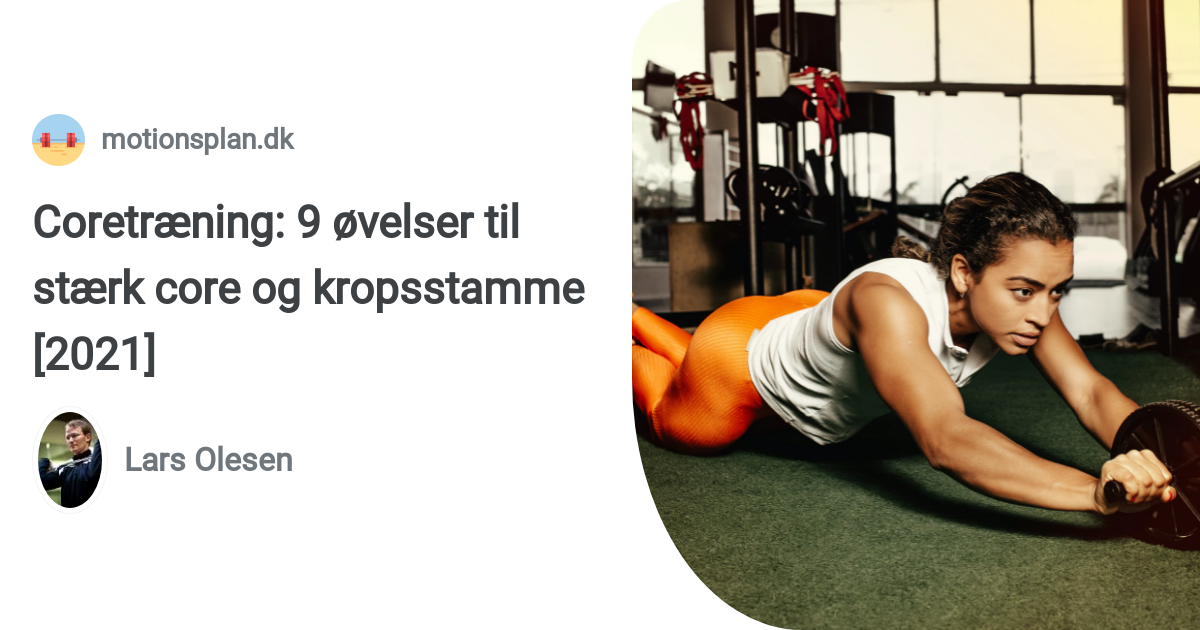 motionsplan.dk
Coretræning: 9 øvelser til
stærk core og kropsstamme
[2021]
Lars Olesen